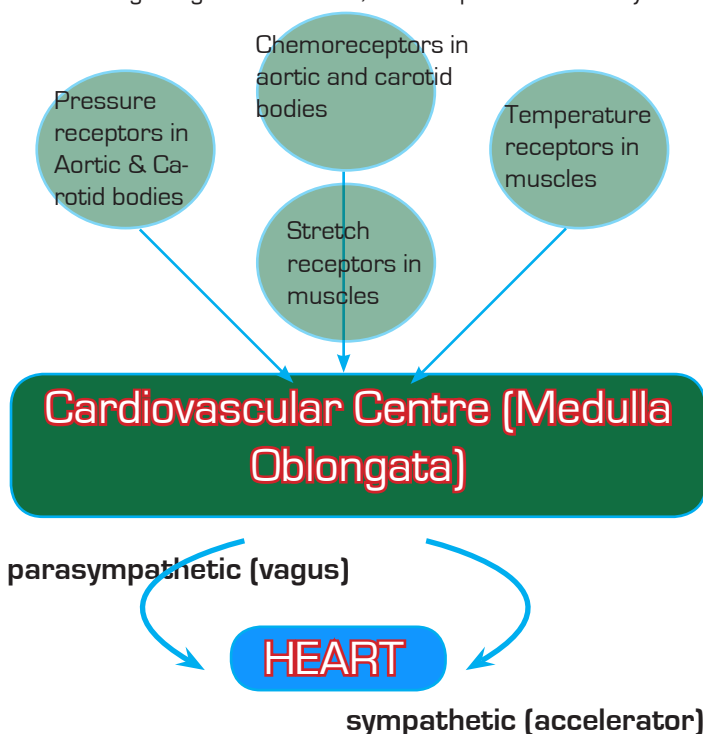 Chemoreceptors in
aortic and carotid
bodies
Pressure
receptors in
Aortic & Ca-
rotid bodies
Temperature
receptors in
muscles
Stretch
receptors in
muscles
Cardiovascular Centre (Medulla
Oblongata)
parasympathetic (vagus)
HEART
sympathetic (accelerator)